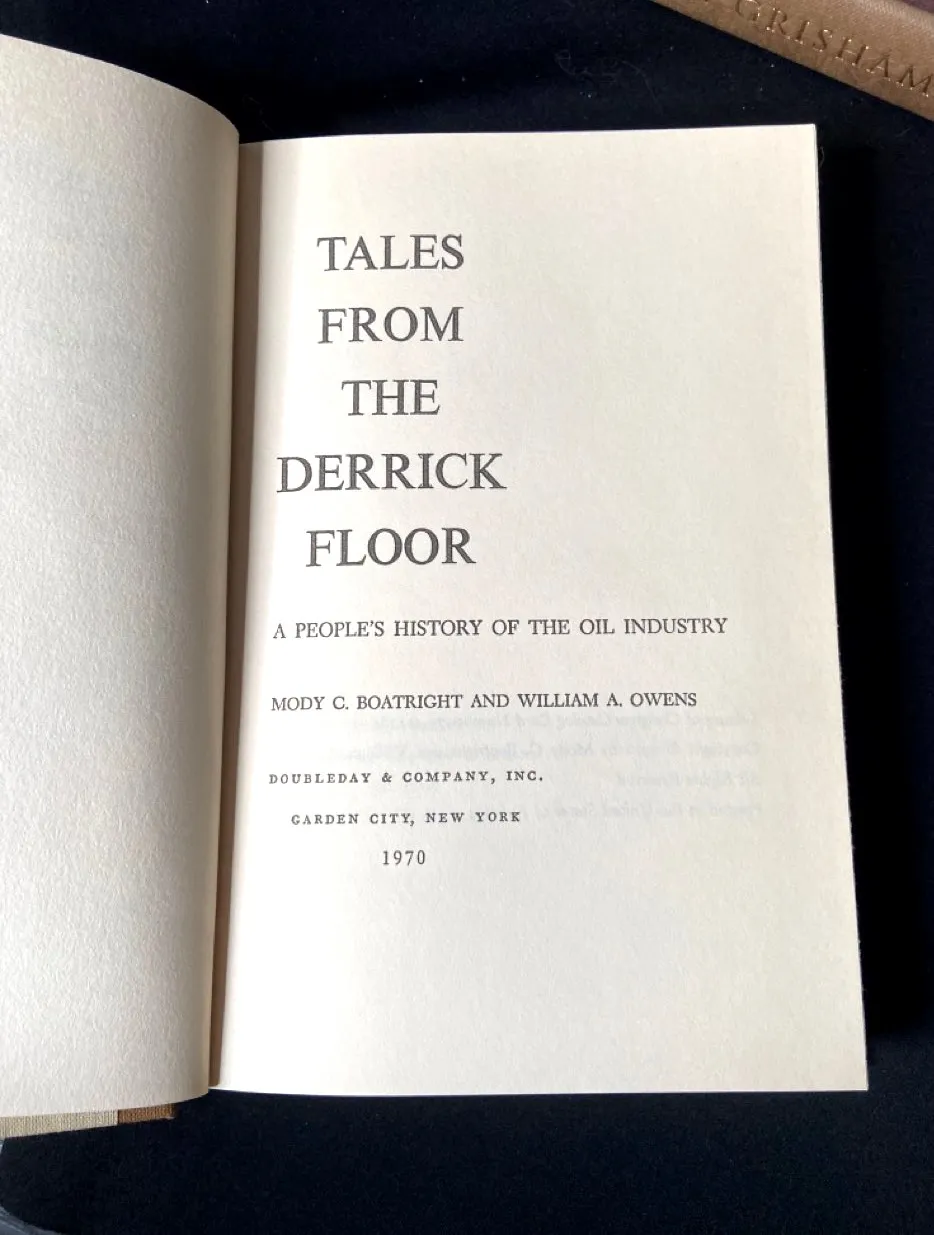 GRISHAM
TALES
FROM
THE
DERRICK
FLOOR
A PEOPLE'S HISTORY OF THE OIL INDUSTRY
MODY C. BOATRIGHT AND WILLIAM A. OWENS
DOUBLEDAY & COMPANY, INC.
GARDEN CITY, NEW YORK
1970